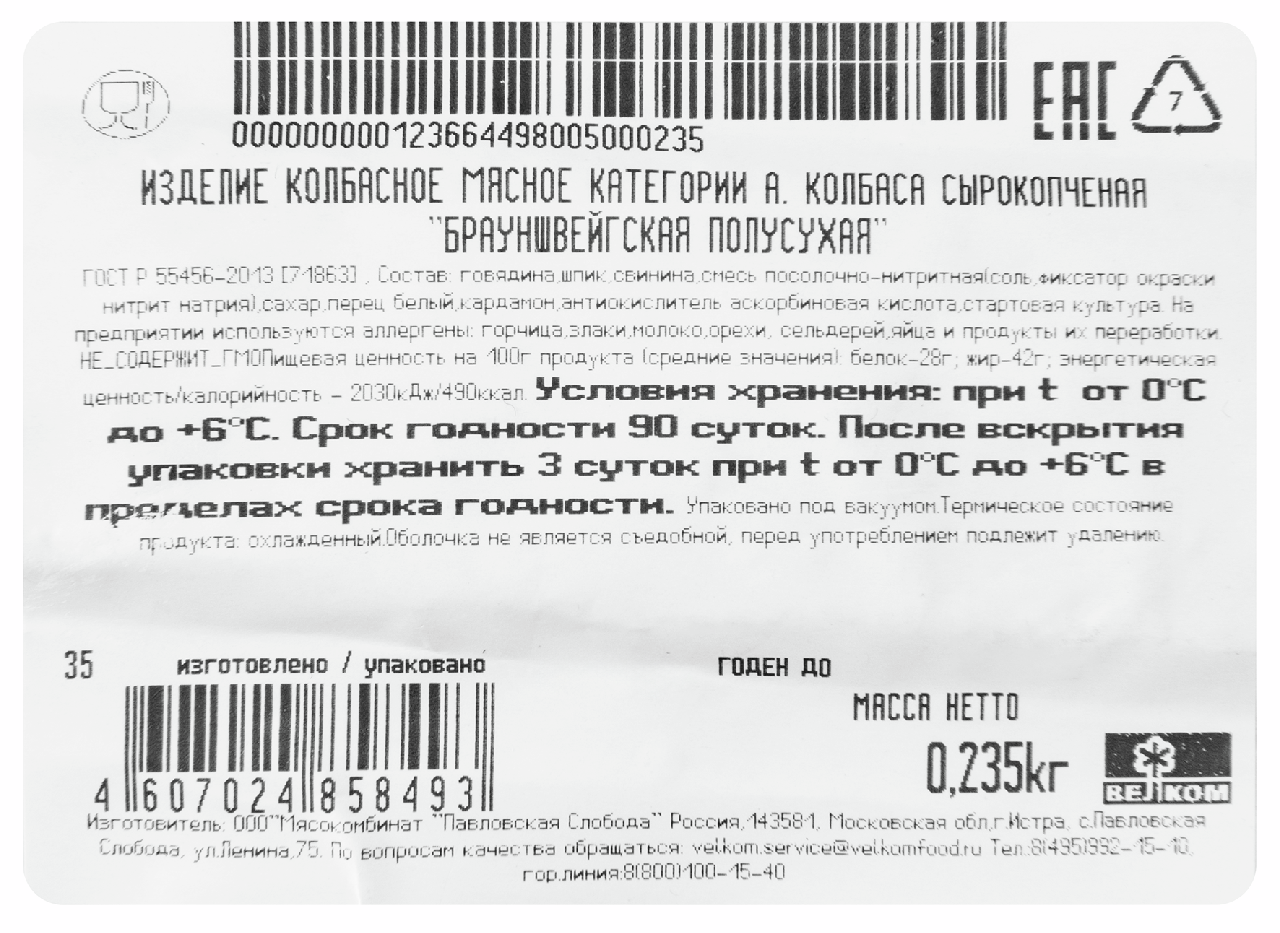 EAC
7
000000000123664498005000235
ИЗДЕЛИЕ КОЛБАСНОЕ МЯСНОЕ КАТЕГОРИИ А. КОЛБАСА СЫРОКОПЧЕНАЯ
"БРАУНШВЕЙГСКАЯ ПОЛУСУХАЯ"
ГОСТ Р 55456-2013 [71863] , Состав: говядина,шпик,свинина,смесь посолочно-нитритная(соль,фиксатор окраски
нитрит натрия),сахар,перец белый,кардамон,антиокислитель аскорбиновая кислота,стартовая культура. На
предприятии используются аллергены: горчица,злаки,молоко,орехи, сельдерей,яйца и продукты их переработки.
НЕ_СОДЕРЖИТ_ГМОПищевая ценность на 100г продукта (средние значения): белок-28г; жир-42г; энергетическая
ценность/калорийность - 2030кДж/490ккал. Условия хранения: при t от 0°C
до +6°C. Срок годности 90 суток. После вскрытия
упаковки хранить 3 суток при t от 0°C до +6°C в
пределах срока годности. Упаковано под вакуумом.Термическое состояние
продукта: охлажденный.Оболочка не является съедобной, перед употреблением подлежит удалению.
35 изготовлено / упаковано ГОДЕН ДО
МАССА НЕТТО
0,235кг
ВЕЛКОМ
4 607024 858493
Изготовитель: ООО"Мясокомбинат "Павловская Слобода" Россия,143581, Московская обл,г.Истра, с.Павловская
Слобода, ул.Ленина,75. По вопросам качества обращаться: velkom.service@velkomfood.ru Тел.:8(495)992-15-10,
гор.линия:8(800)100-15-40